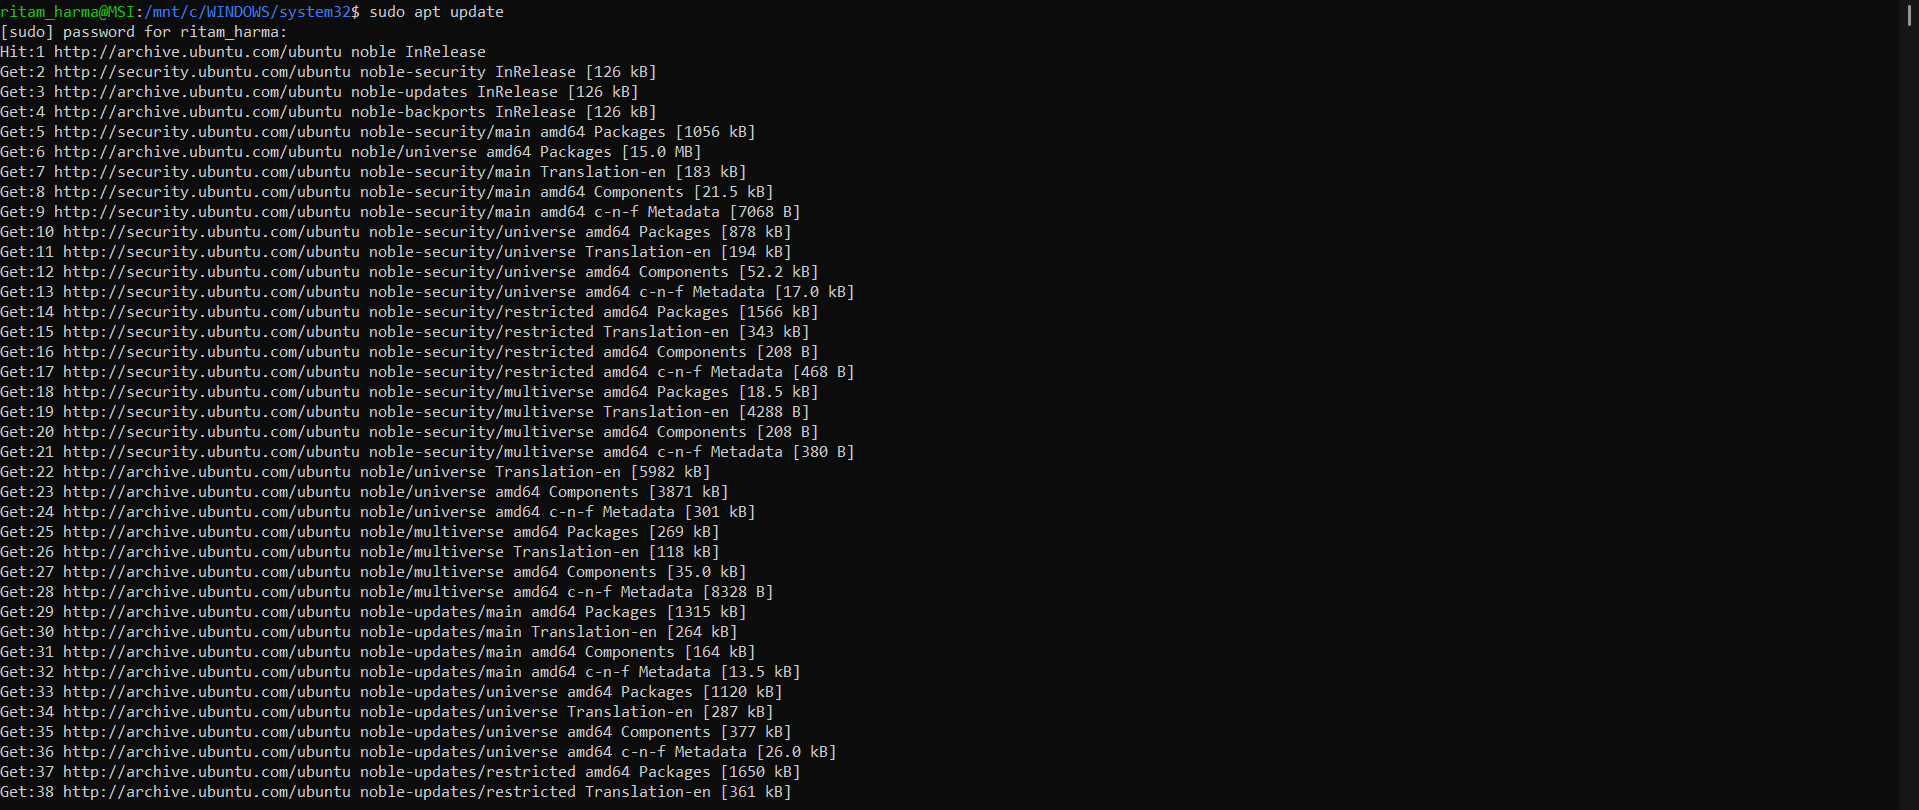 ritam_harma@MSI:/mnt/c/WINDOWS/system32$ sudo apt update
[sudo] password for ritam_harma:
Hit:1 http://archive.ubuntu.com/ubuntu noble InRelease
Get:2 http://security.ubuntu.com/ubuntu noble-security InRelease [126 kB]
Get:3 http://archive.ubuntu.com/ubuntu noble-updates InRelease [126 kB]
Get:4 http://archive.ubuntu.com/ubuntu noble-backports InRelease [126 kB]
Get:5 http://security.ubuntu.com/ubuntu noble-security/main amd64 Packages [1056 kB]
Get:6 http://archive.ubuntu.com/ubuntu noble/universe amd64 Packages [15.0 MB]
Get:7 http://security.ubuntu.com/ubuntu noble-security/main Translation-en [183 kB]
Get:8 http://security.ubuntu.com/ubuntu noble-security/main amd64 Components [21.5 kB]
Get:9 http://security.ubuntu.com/ubuntu noble-security/main amd64 c-n-f Metadata [7068 B]
Get:10 http://security.ubuntu.com/ubuntu noble-security/universe amd64 Packages [878 kB]
Get:11 http://security.ubuntu.com/ubuntu noble-security/universe Translation-en [194 kB]
Get:12 http://security.ubuntu.com/ubuntu noble-security/universe amd64 Components [52.2 kB]
Get:13 http://security.ubuntu.com/ubuntu noble-security/universe amd64 c-n-f Metadata [17.0 kB]
Get:14 http://security.ubuntu.com/ubuntu noble-security/restricted amd64 Packages [1566 kB]
Get:15 http://security.ubuntu.com/ubuntu noble-security/restricted Translation-en [343 kB]
Get:16 http://security.ubuntu.com/ubuntu noble-security/restricted amd64 Components [208 B]
Get:17 http://security.ubuntu.com/ubuntu noble-security/restricted amd64 c-n-f Metadata [468 B]
Get:18 http://security.ubuntu.com/ubuntu noble-security/multiverse amd64 Packages [18.5 kB]
Get:19 http://security.ubuntu.com/ubuntu noble-security/multiverse Translation-en [4288 B]
Get:20 http://security.ubuntu.com/ubuntu noble-security/multiverse amd64 Components [208 B]
Get:21 http://security.ubuntu.com/ubuntu noble-security/multiverse amd64 c-n-f Metadata [380 B]
Get:22 http://archive.ubuntu.com/ubuntu noble/universe Translation-en [5982 kB]
Get:23 http://archive.ubuntu.com/ubuntu noble/universe amd64 Components [3871 kB]
Get:24 http://archive.ubuntu.com/ubuntu noble/universe amd64 c-n-f Metadata [301 kB]
Get:25 http://archive.ubuntu.com/ubuntu noble/multiverse amd64 Packages [269 kB]
Get:26 http://archive.ubuntu.com/ubuntu noble/multiverse Translation-en [118 kB]
Get:27 http://archive.ubuntu.com/ubuntu noble/multiverse amd64 Components [35.0 kB]
Get:28 http://archive.ubuntu.com/ubuntu noble/multiverse amd64 c-n-f Metadata [8328 B]
Get:29 http://archive.ubuntu.com/ubuntu noble-updates/main amd64 Packages [1315 kB]
Get:30 http://archive.ubuntu.com/ubuntu noble-updates/main Translation-en [264 kB]
Get:31 http://archive.ubuntu.com/ubuntu noble-updates/main amd64 Components [164 kB]
Get:32 http://archive.ubuntu.com/ubuntu noble-updates/main amd64 c-n-f Metadata [13.5 kB]
Get:33 http://archive.ubuntu.com/ubuntu noble-updates/universe amd64 Packages [1120 kB]
Get:34 http://archive.ubuntu.com/ubuntu noble-updates/universe Translation-en [287 kB]
Get:35 http://archive.ubuntu.com/ubuntu noble-updates/universe amd64 Components [377 kB]
Get:36 http://archive.ubuntu.com/ubuntu noble-updates/universe amd64 c-n-f Metadata [26.0 kB]
Get:37 http://archive.ubuntu.com/ubuntu noble-updates/restricted amd64 Packages [1650 kB]
Get:38 http://archive.ubuntu.com/ubuntu noble-updates/restricted Translation-en [361 kB]